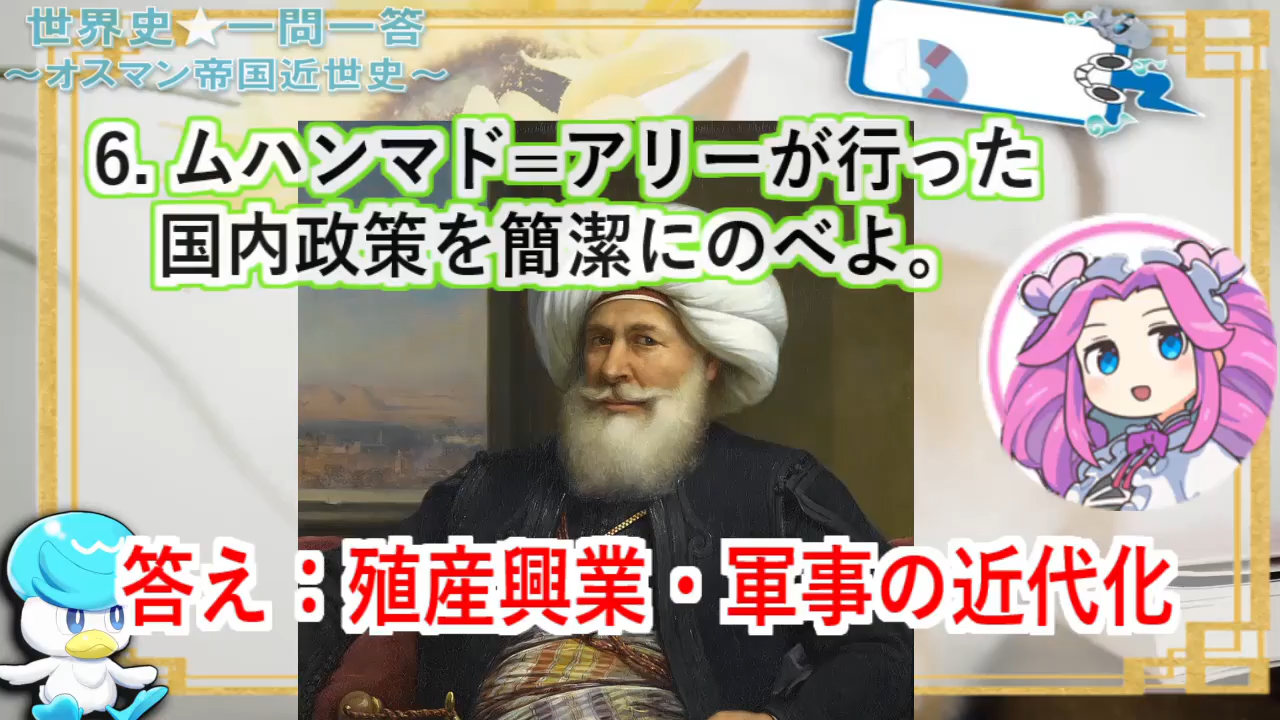 世界史★一問一答
～オスマン帝国近世史～
6. ムハンマド=アリーが行った
国内政策を簡潔にのべよ。
答え：殖産興業・軍事の近代化